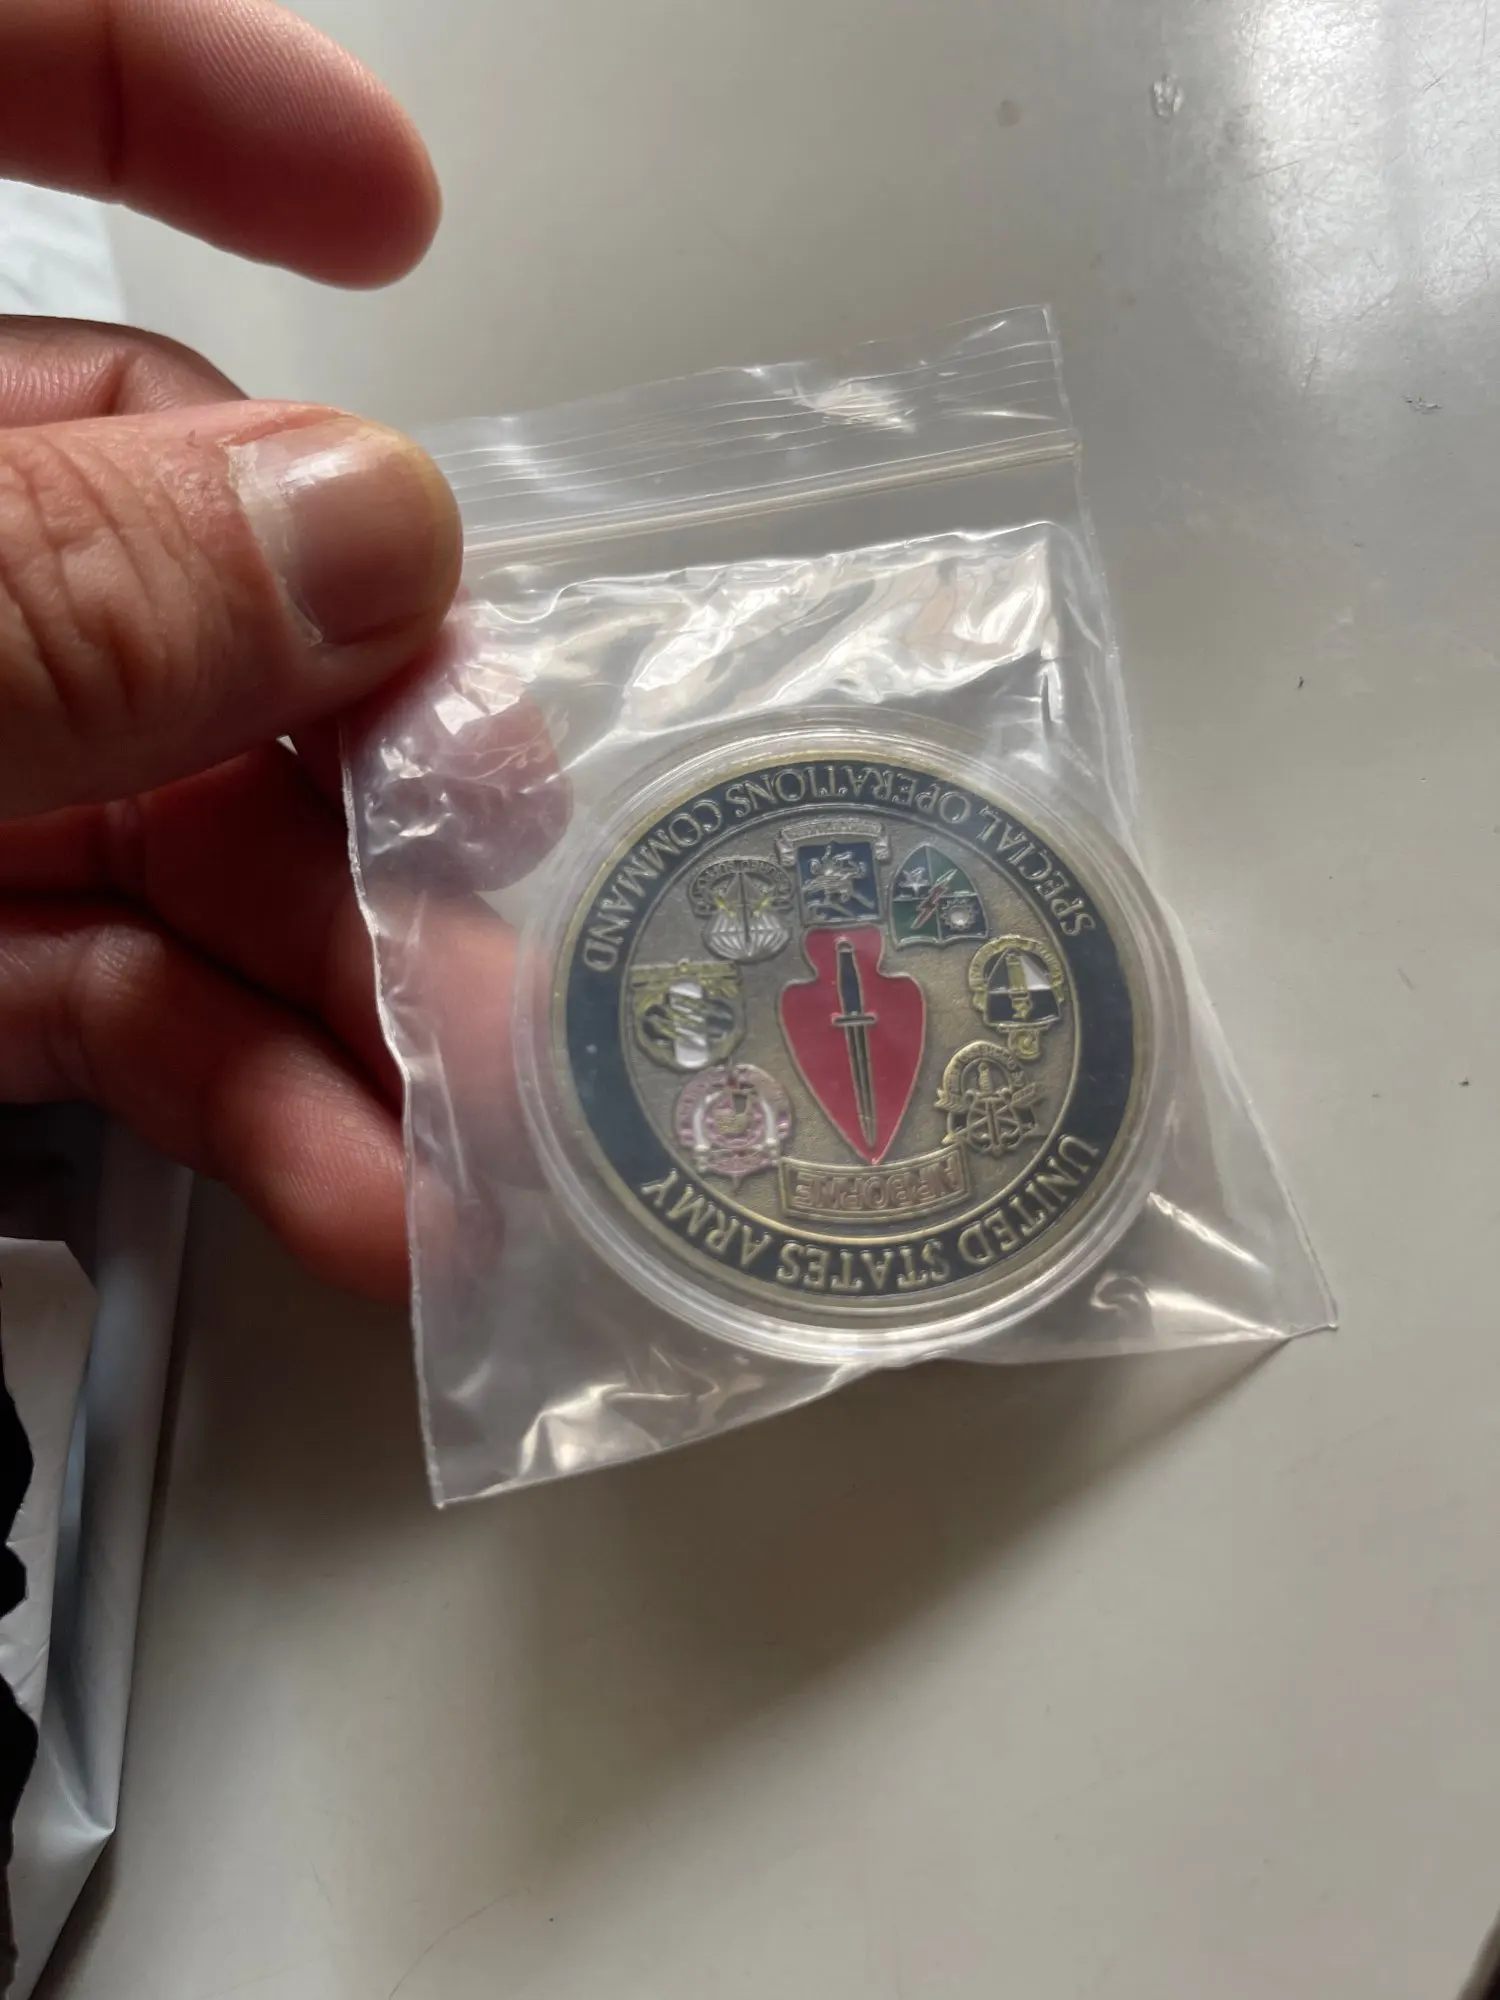 UNITED STATES ARMY
AIRBORNE
SPECIAL OPERATIONS COMMAND